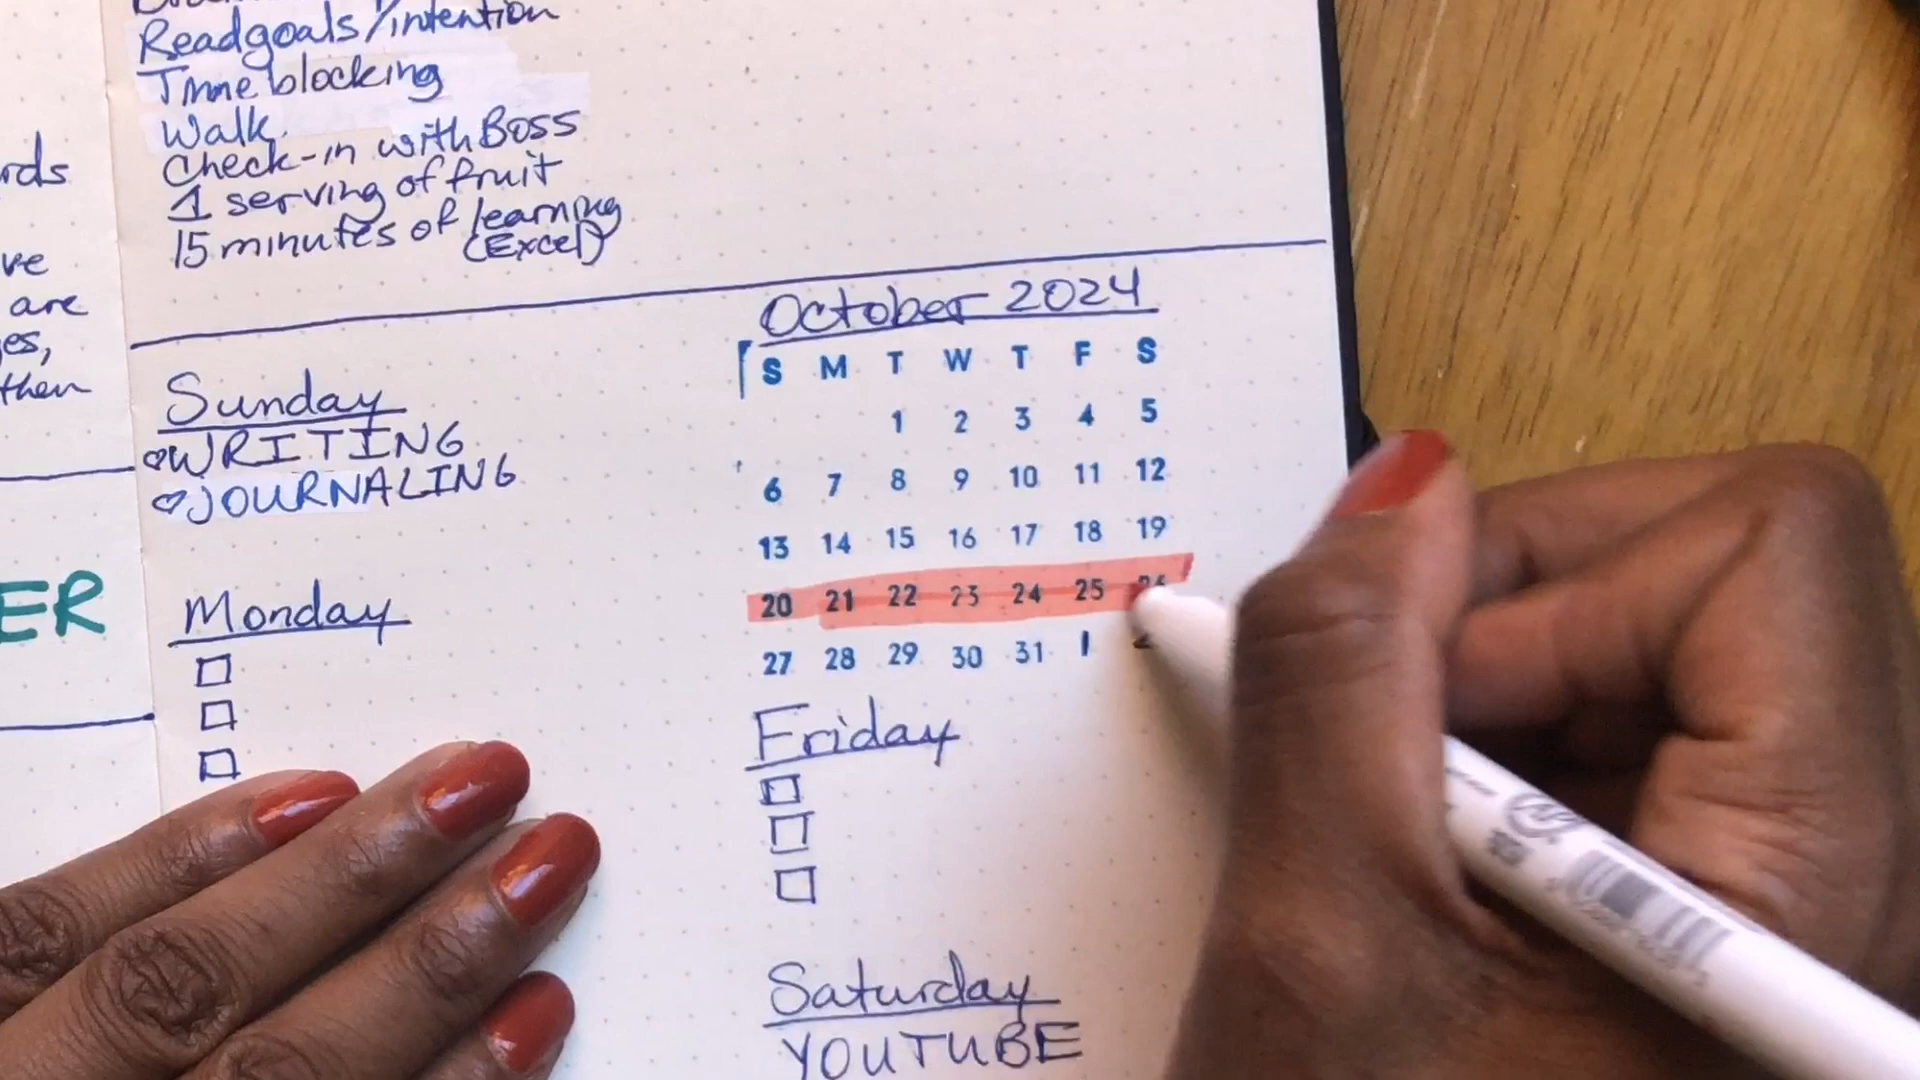 Readgoals/intention
Time blocking
Walk
Check-in with Boss
1 serving of fruit
15 minutes of learning
(Excel)
rds
ve
are
es,
then
ER
Sunday
WRITING
JOURNALING
Monday
October 2024
S M T W T F S
1 2 3 4 5
6 7 8 9 10 11 12
13 14 15 16 17 18 19
20 21 22 23 24 25 26
27 28 29 30 31 1 2
Friday
Saturday
YOUTUBE